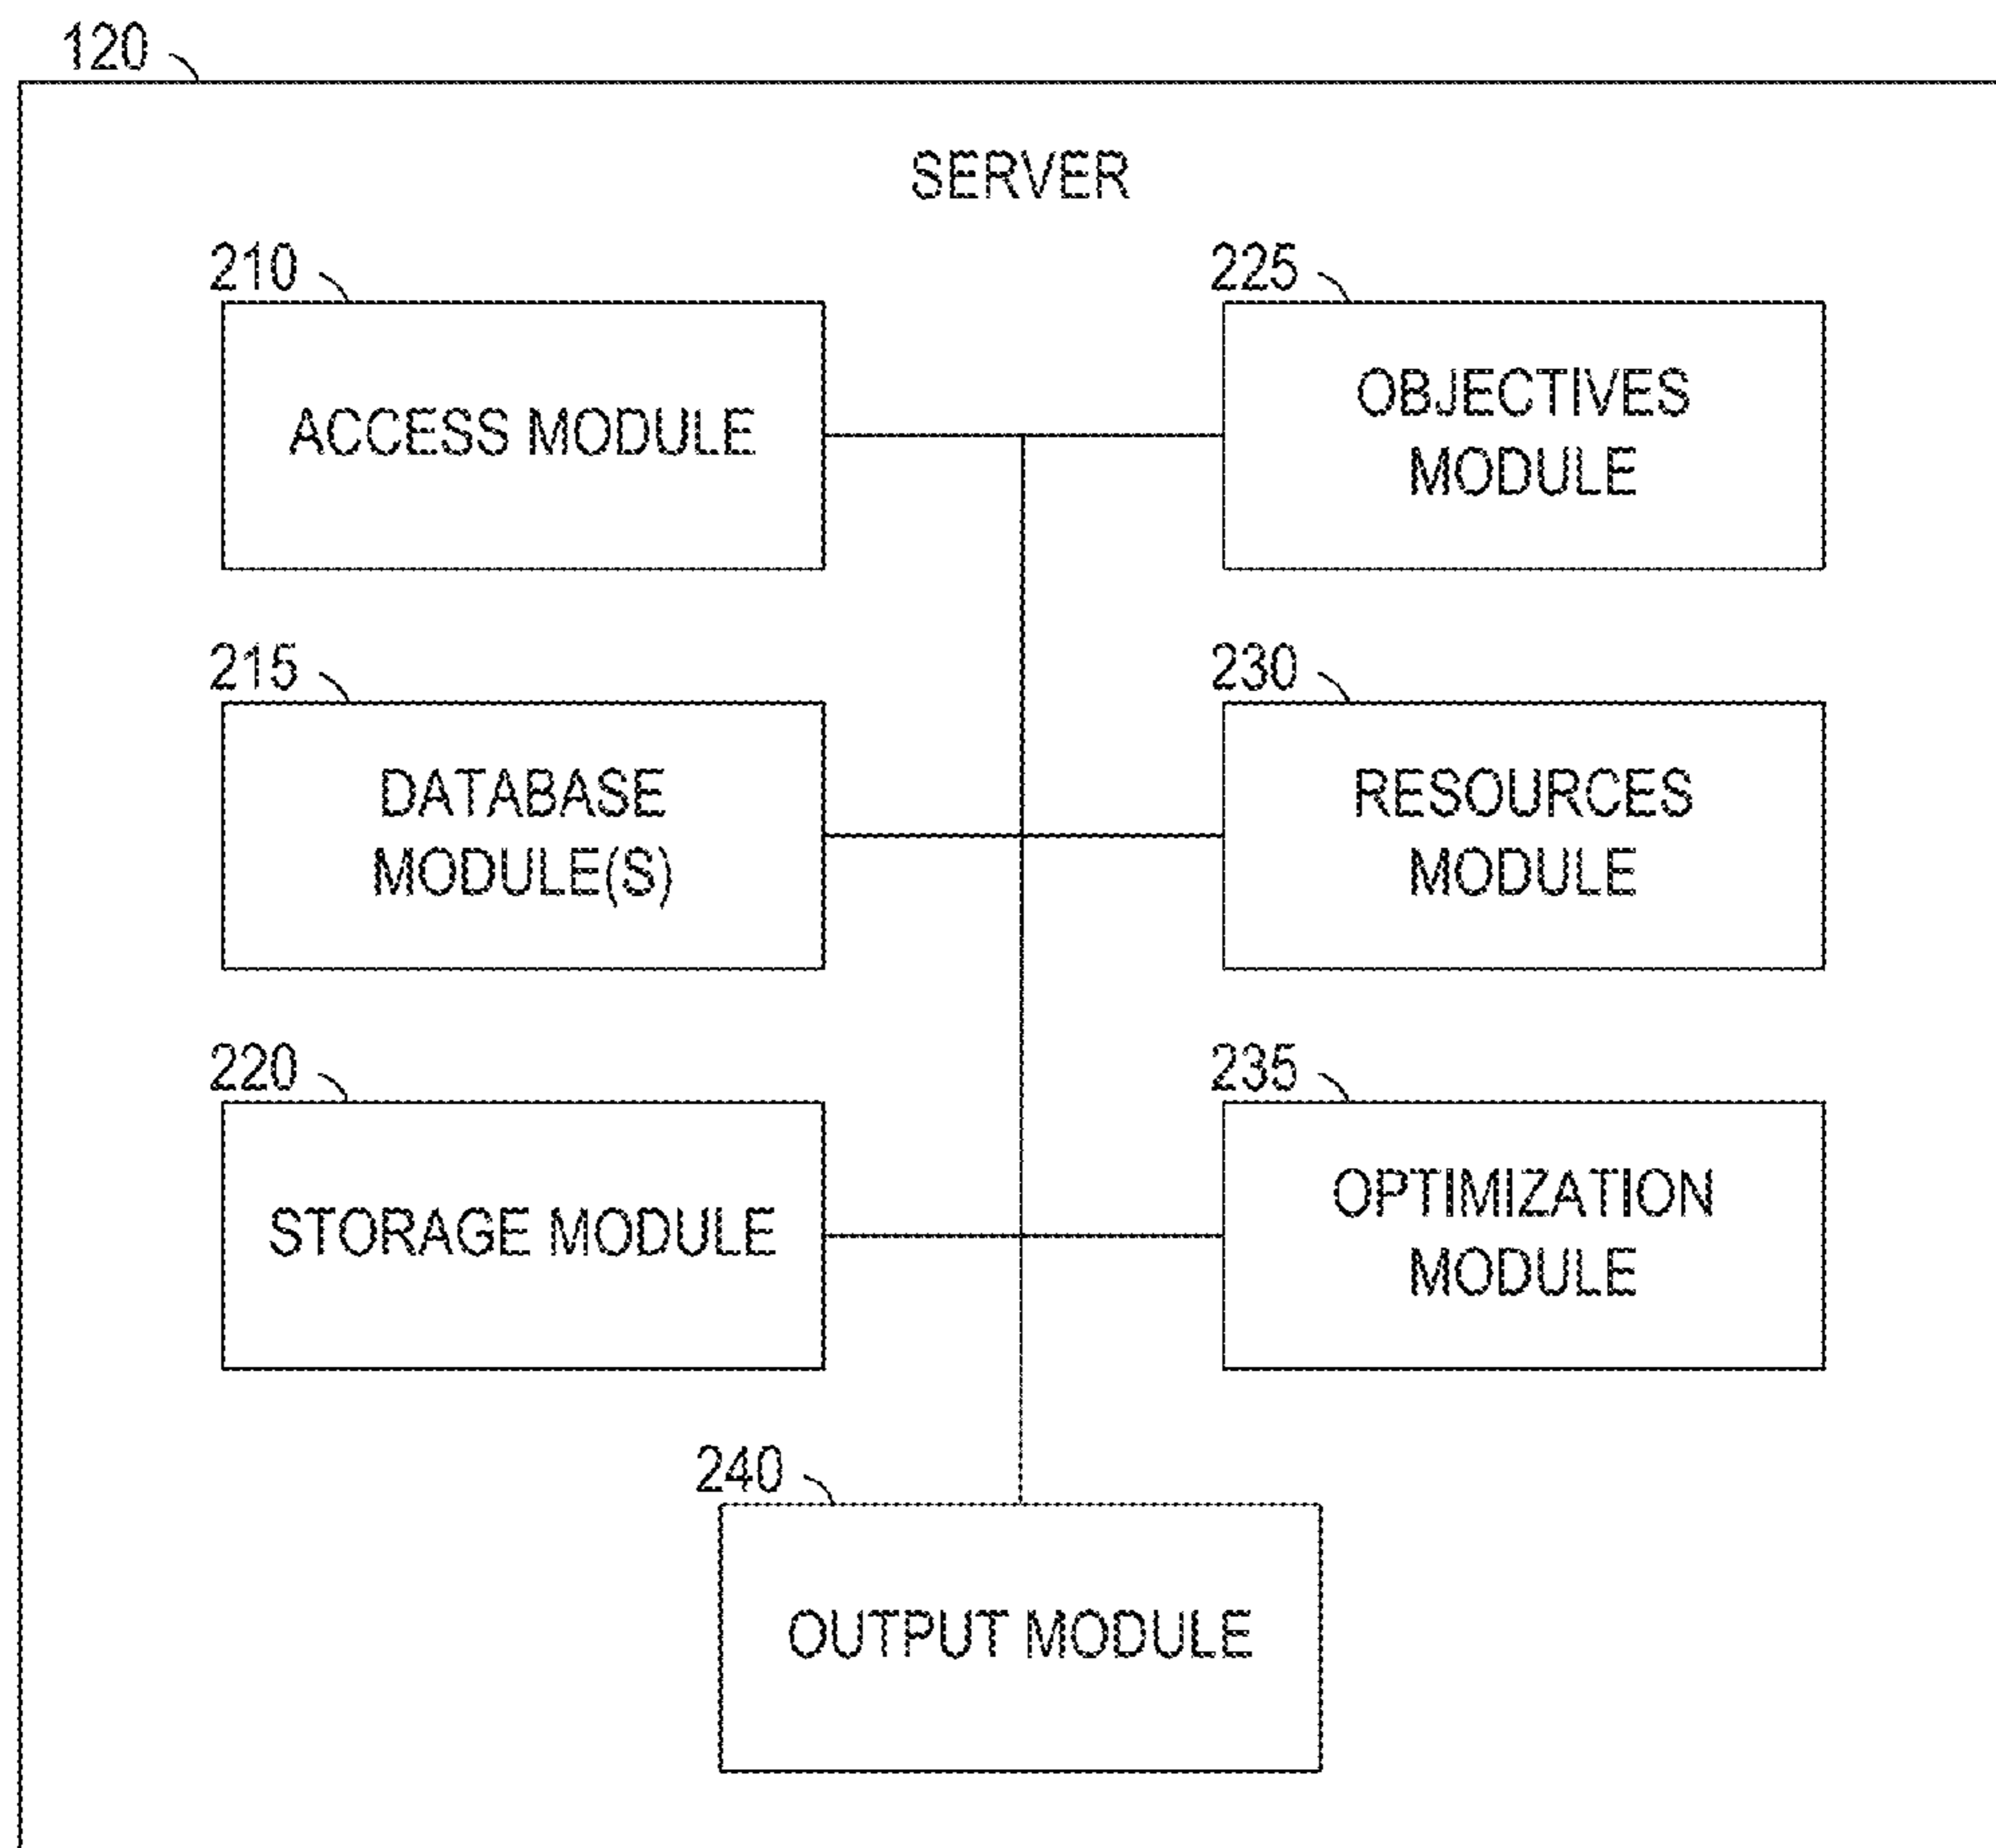 120
SERVER
210
ACCESS MODULE
225
OBJECTIVES
MODULE
215
DATABASE
MODULE(S)
230
RESOURCES
MODULE
220
STORAGE MODULE
235
OPTIMIZATION
MODULE
240
OUTPUT MODULE